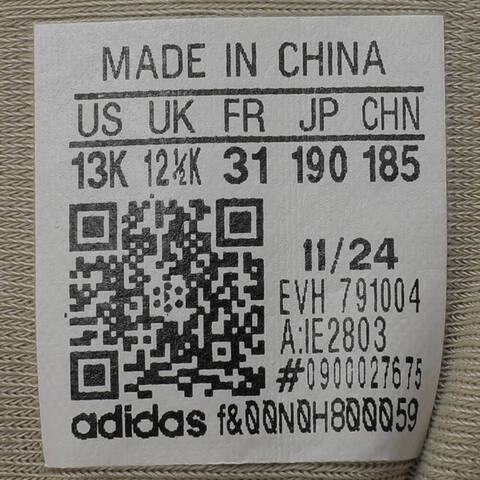 MADE IN CHINA
US UK FR JP CHN
13K 12½K 31 190 185
11/24
EVH 791004
A:IE2803
#0900027675
adidas f&00N0H800059